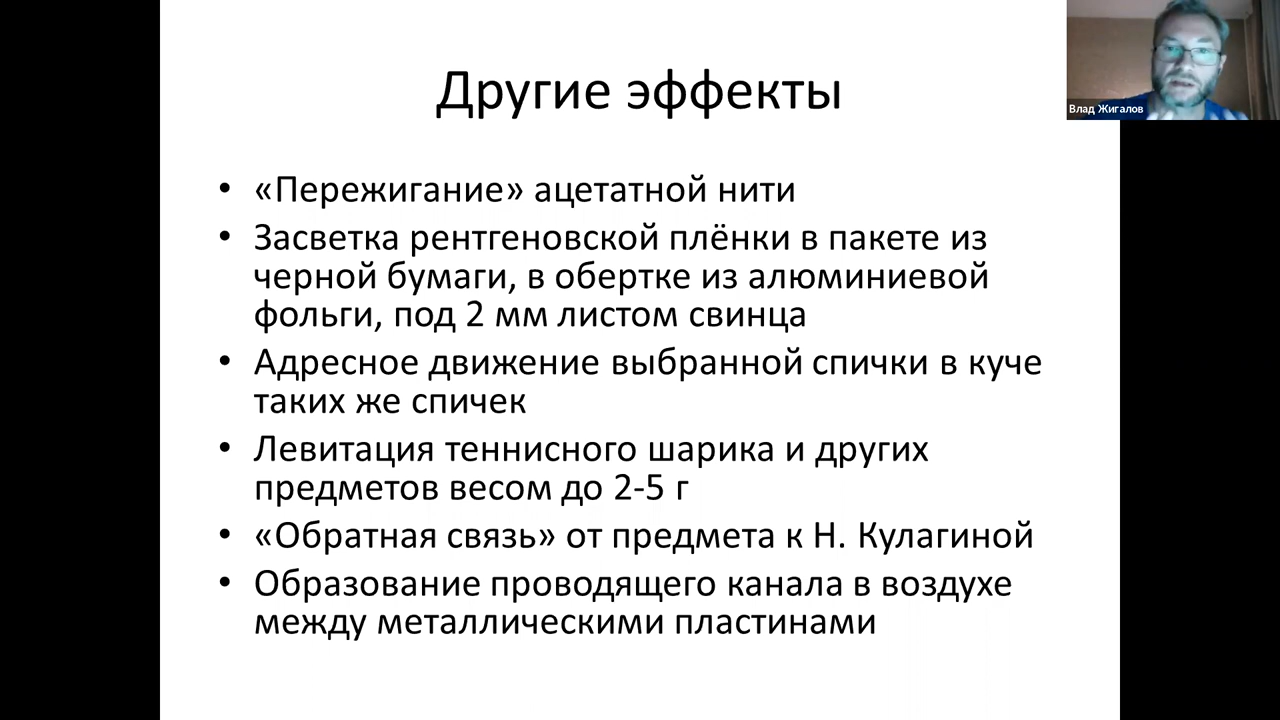 Другие эффекты
Влад Жигалов
• «Пережигание» ацетатной нити
• Засветка рентгеновской плёнки в пакете из
черной бумаги, в обертке из алюминиевой
фольги, под 2 мм листом свинца
• Адресное движение выбранной спички в куче
таких же спичек
• Левитация теннисного шарика и других
предметов весом до 2-5 г
• «Обратная связь» от предмета к Н. Кулагиной
• Образование проводящего канала в воздухе
между металлическими пластинами